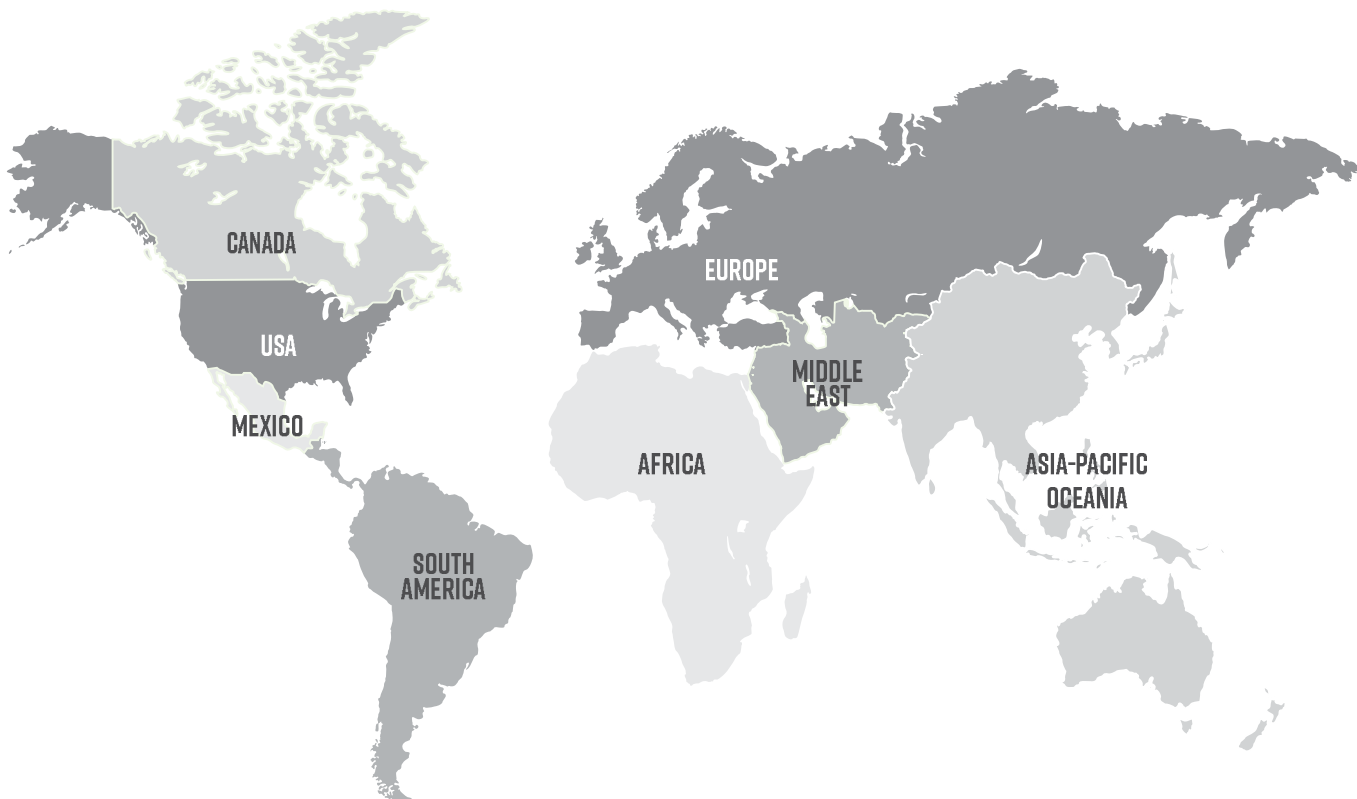 CANADA
EUROPE
USA
MIDDLE
EAST
MEXICO
AFRICA
ASIA-PACIFIC
OCEANIA
SOUTH
AMERICA